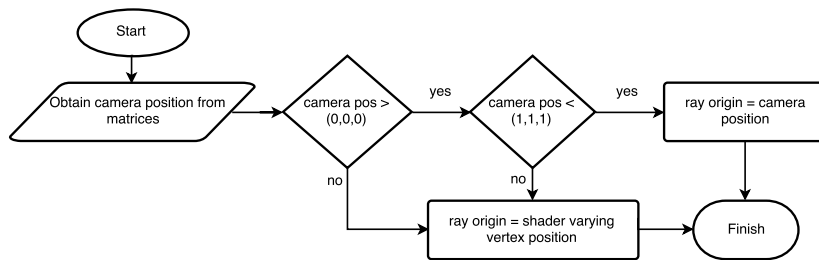 Start
Obtain camera position from
matrices
camera pos >
(0,0,0)
yes
camera pos <
(1,1,1)
yes
ray origin = camera
position
no
no
ray origin = shader varying
vertex position
Finish